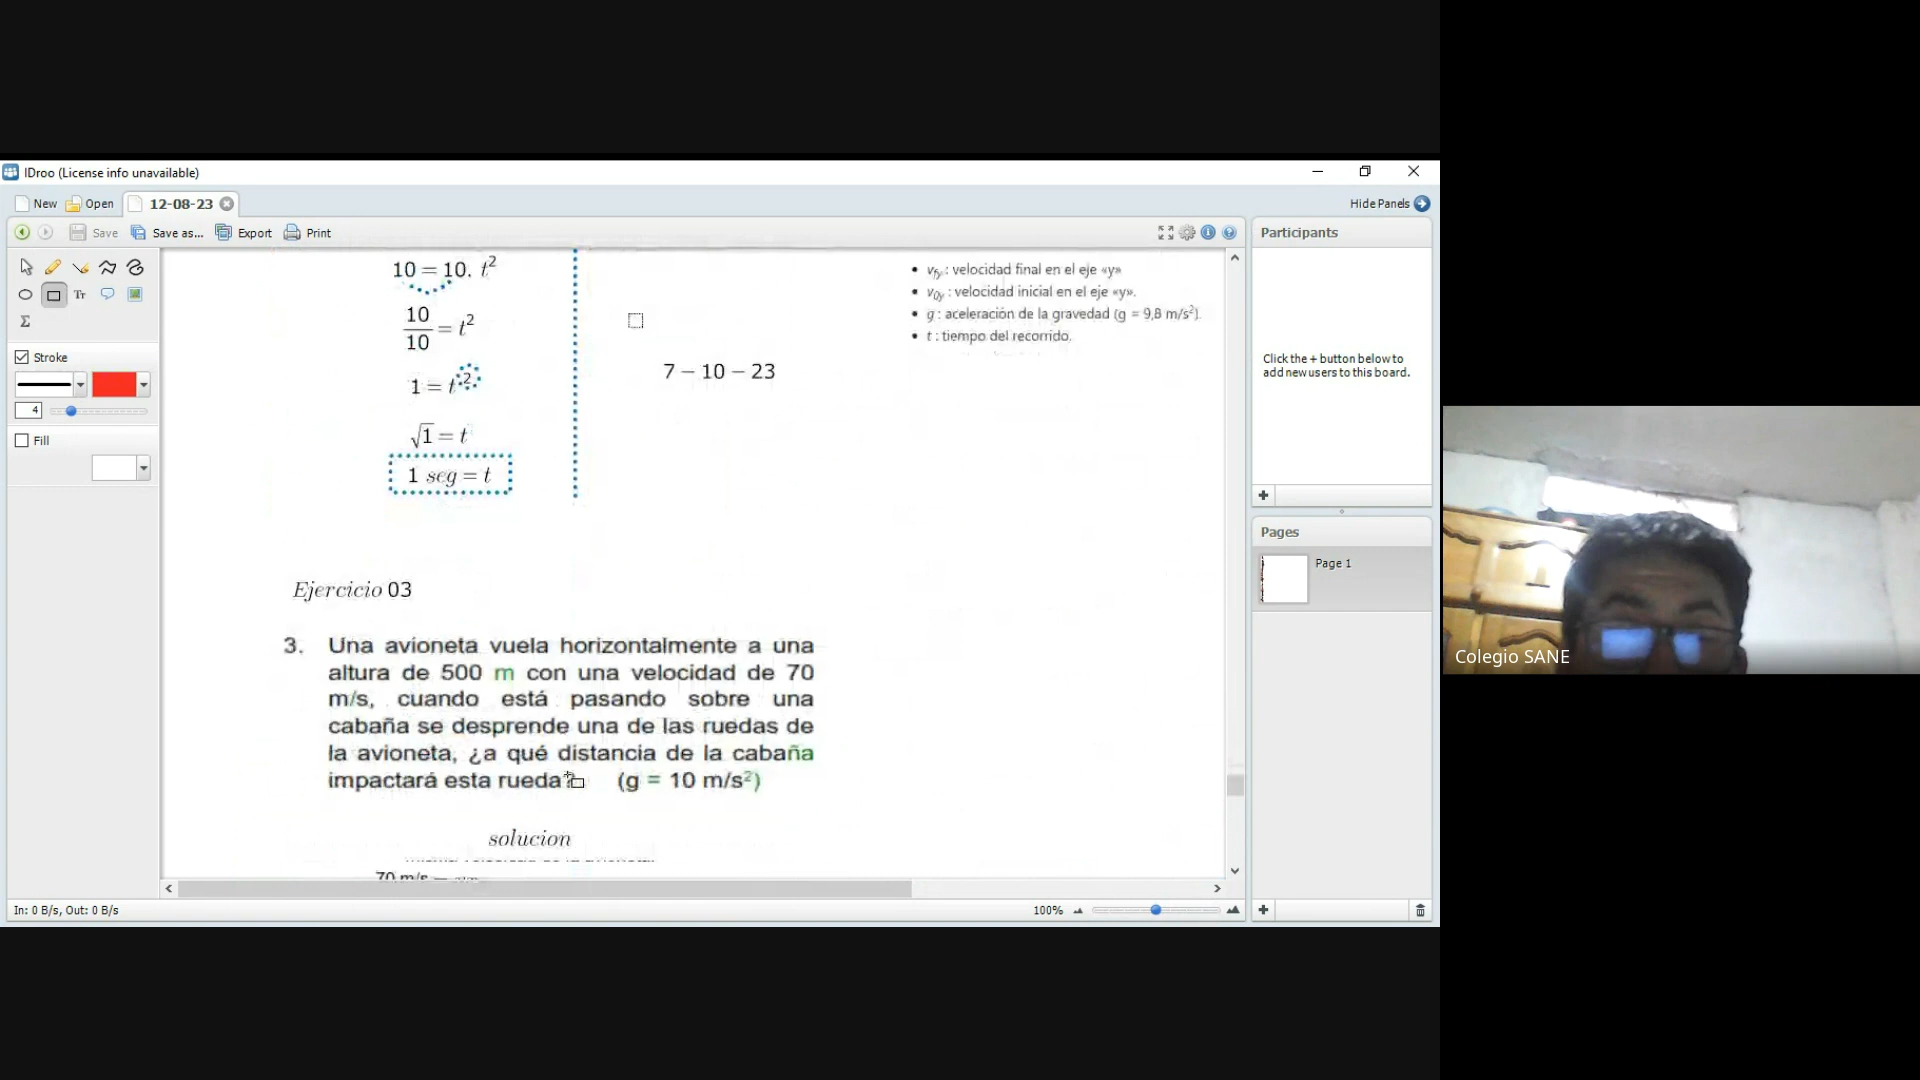 IDroo (License info unavailable)
New Open 12-08-23 Hide Panels
Save Save as... Export Print
Participants
Click the + button below to
add new users to this board.
Pages
Page 1
Tr
Σ
Stroke
4
Fill
10 = 10. t²
10/10 = t²
1 = t²
√1 = t
1 seg = t
7 – 10 – 23
• v_fy : velocidad final en el eje «y»
• v_0y : velocidad inicial en el eje «y».
• g : aceleración de la gravedad (g = 9,8 m/s²).
• t : tiempo del recorrido.
Ejercicio 03
3. Una avioneta vuela horizontalmente a una
altura de 500 m con una velocidad de 70
m/s, cuando está pasando sobre una
cabaña se desprende una de las ruedas de
la avioneta, ¿a qué distancia de la cabaña
impactará esta rueda? (g = 10 m/s²)
solucion
70 m/s
In: 0 B/s, Out: 0 B/s
100%
Colegio SANE